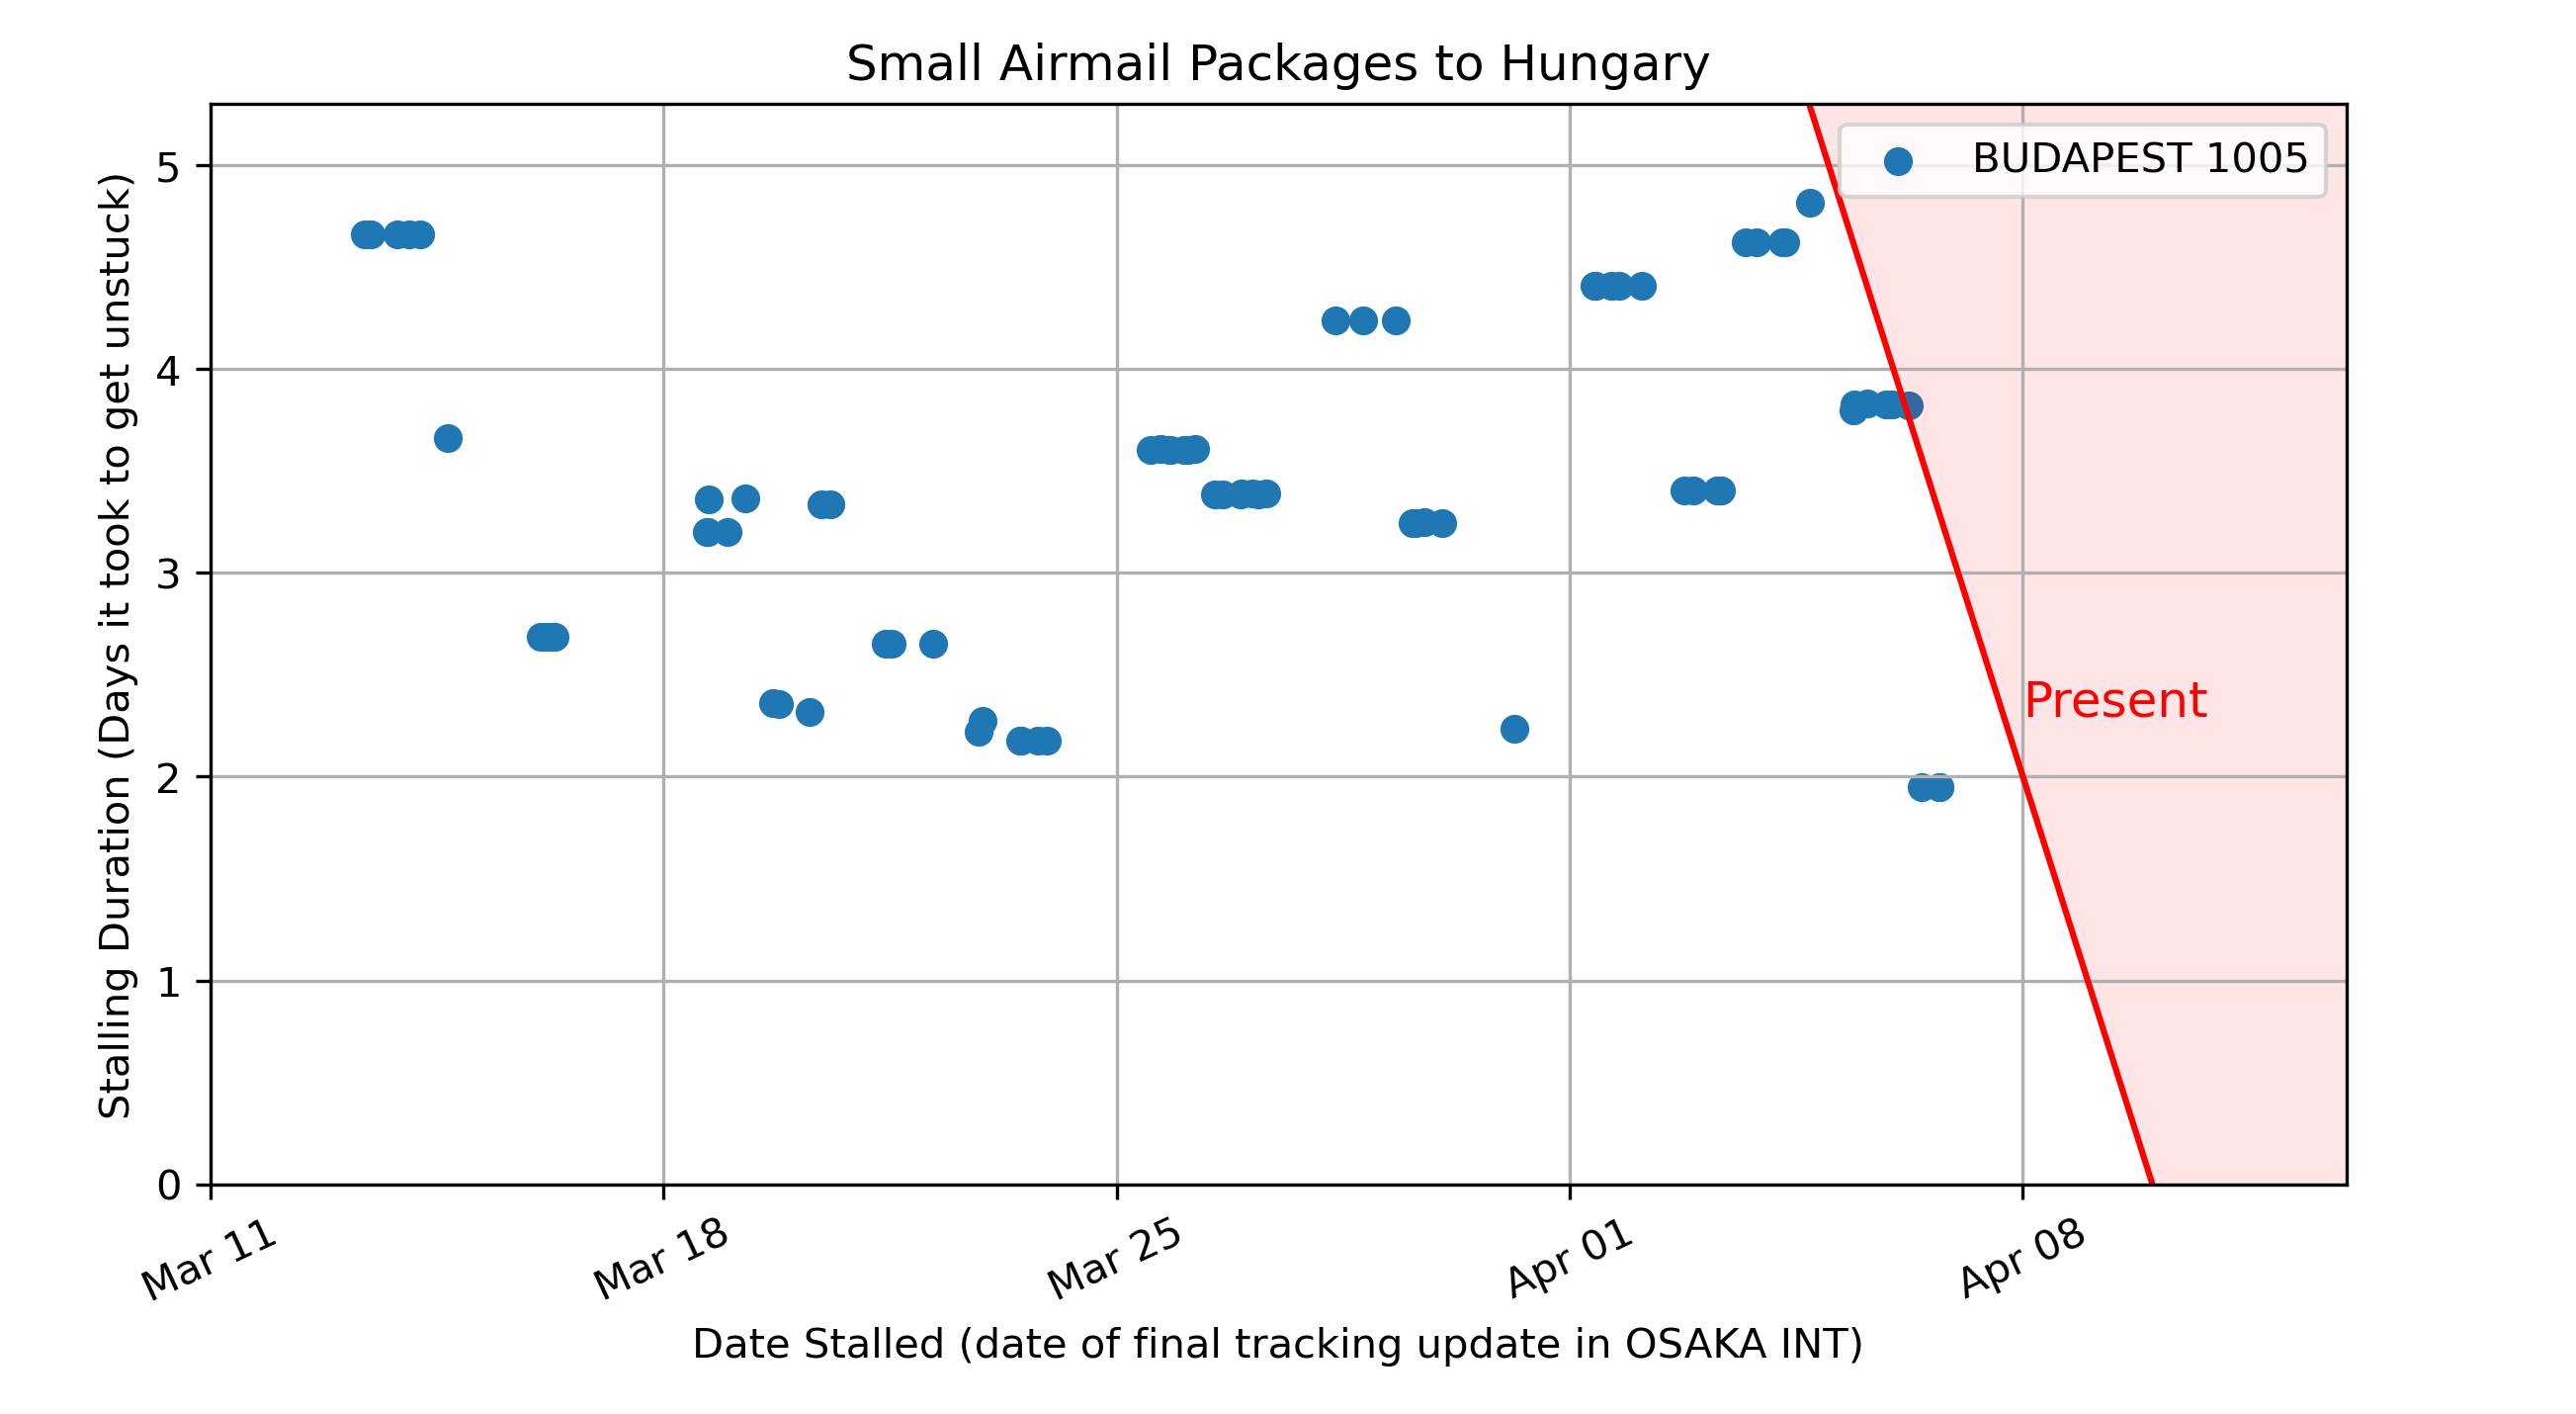 Small Airmail Packages to Hungary
BUDAPEST 1005
5
4
3
2
1
0
Stalling Duration (Days it took to get unstuck)
Present
Mar 11
Mar 18
Mar 25
Apr 01
Apr 08
Date Stalled (date of final tracking update in OSAKA INT)